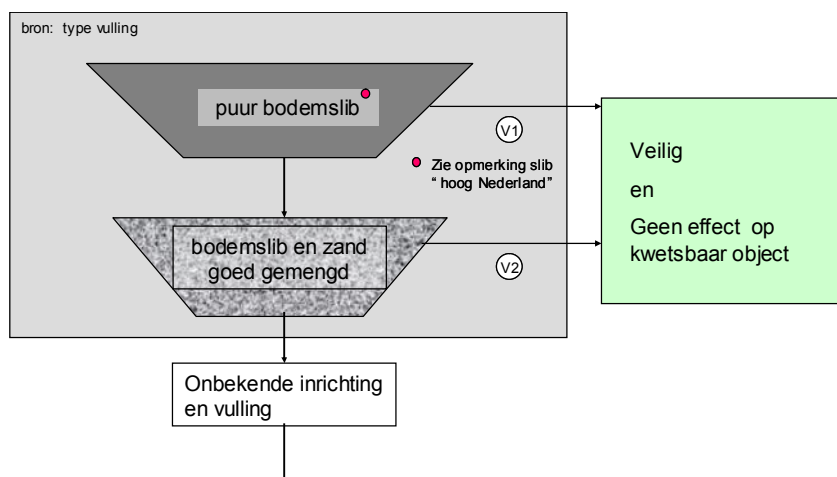 bron: type vulling
puur bodemslib
V1
Zie opmerking slib
“ hoog Nederland”
bodemslib en zand
goed gemengd
V2
Veilig
en
Geen effect op
kwetsbaar object
Onbekende inrichting
en vulling